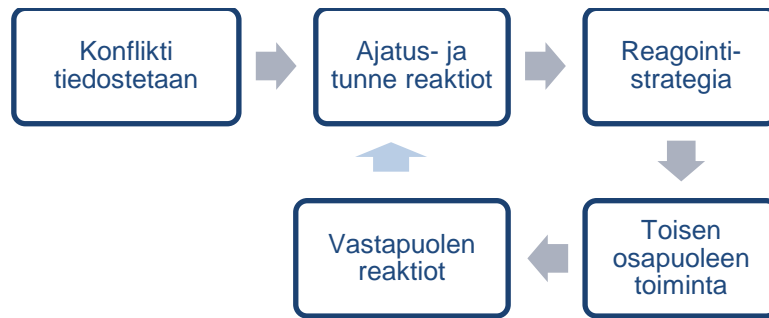 Konflikti
tiedostetaan
Ajatus- ja
tunne reaktiot
Reagointi-
strategia
Toisen
osapuoleen
toiminta
Vastapuolen
reaktiot